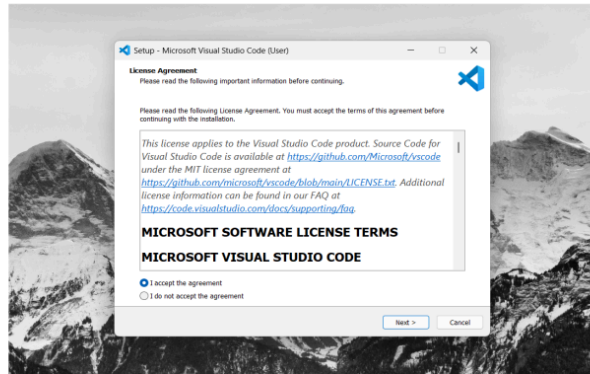 Setup - Microsoft Visual Studio Code (User)
License Agreement
Please read the following important information before continuing.
Please read the following License Agreement. You must accept the terms of this agreement before
continuing with the installation.
This license applies to the Visual Studio Code product. Source Code for
Visual Studio Code is available at https://github.com/Microsoft/vscode
under the MIT license agreement at
https://github.com/microsoft/vscode/blob/main/LICENSE.txt. Additional
license information can be found in our FAQ at
https://code.visualstudio.com/docs/supporting/faq.
MICROSOFT SOFTWARE LICENSE TERMS
MICROSOFT VISUAL STUDIO CODE
I accept the agreement
I do not accept the agreement
Next >
Cancel